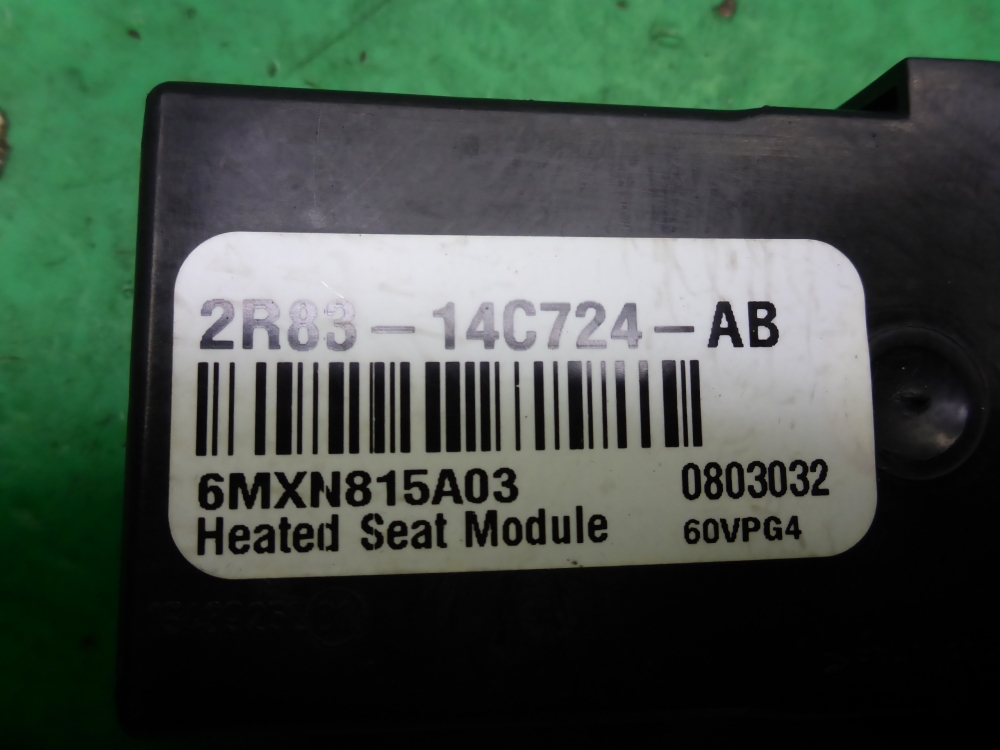 2R83-14C724-AB
6MXN815A03 0803032
Heated Seat Module 60VPG4